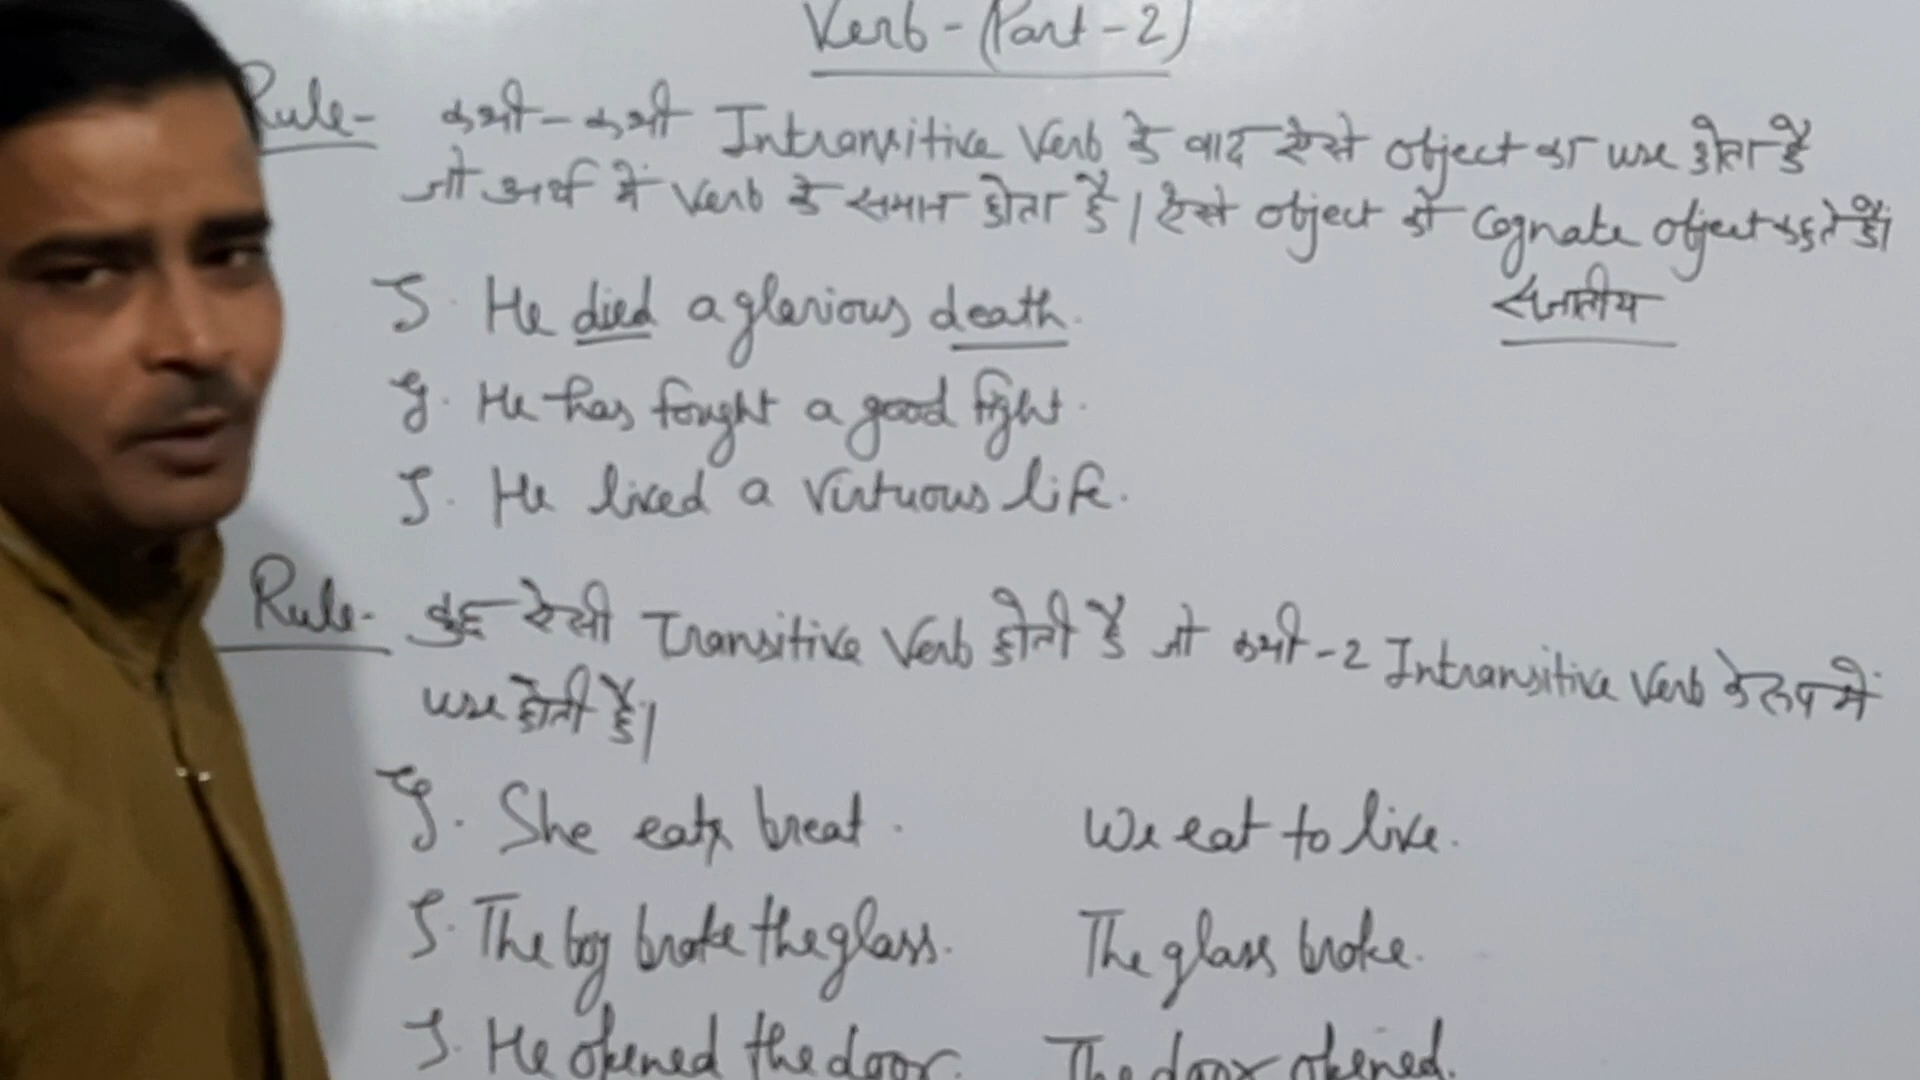 Verb - (Part - 2)
Rule - कभी - कभी Intransitive Verb के बाद ऐसे object का use होता है
जो अर्थ में Verb के समान होता है। ऐसे object को Cognate object कहते हैं।
सजातीय
He died a glorious death.
He has fought a good fight.
He lived a virtuous life.
Rule - कुछ ऐसी Transitive Verb होती है जो कभी - 2 Intransitive Verb के रूप में
use होती है।
She eats breat. We eat to live.
The boy broke the glass. The glass broke.
He opened the door. The door opened.